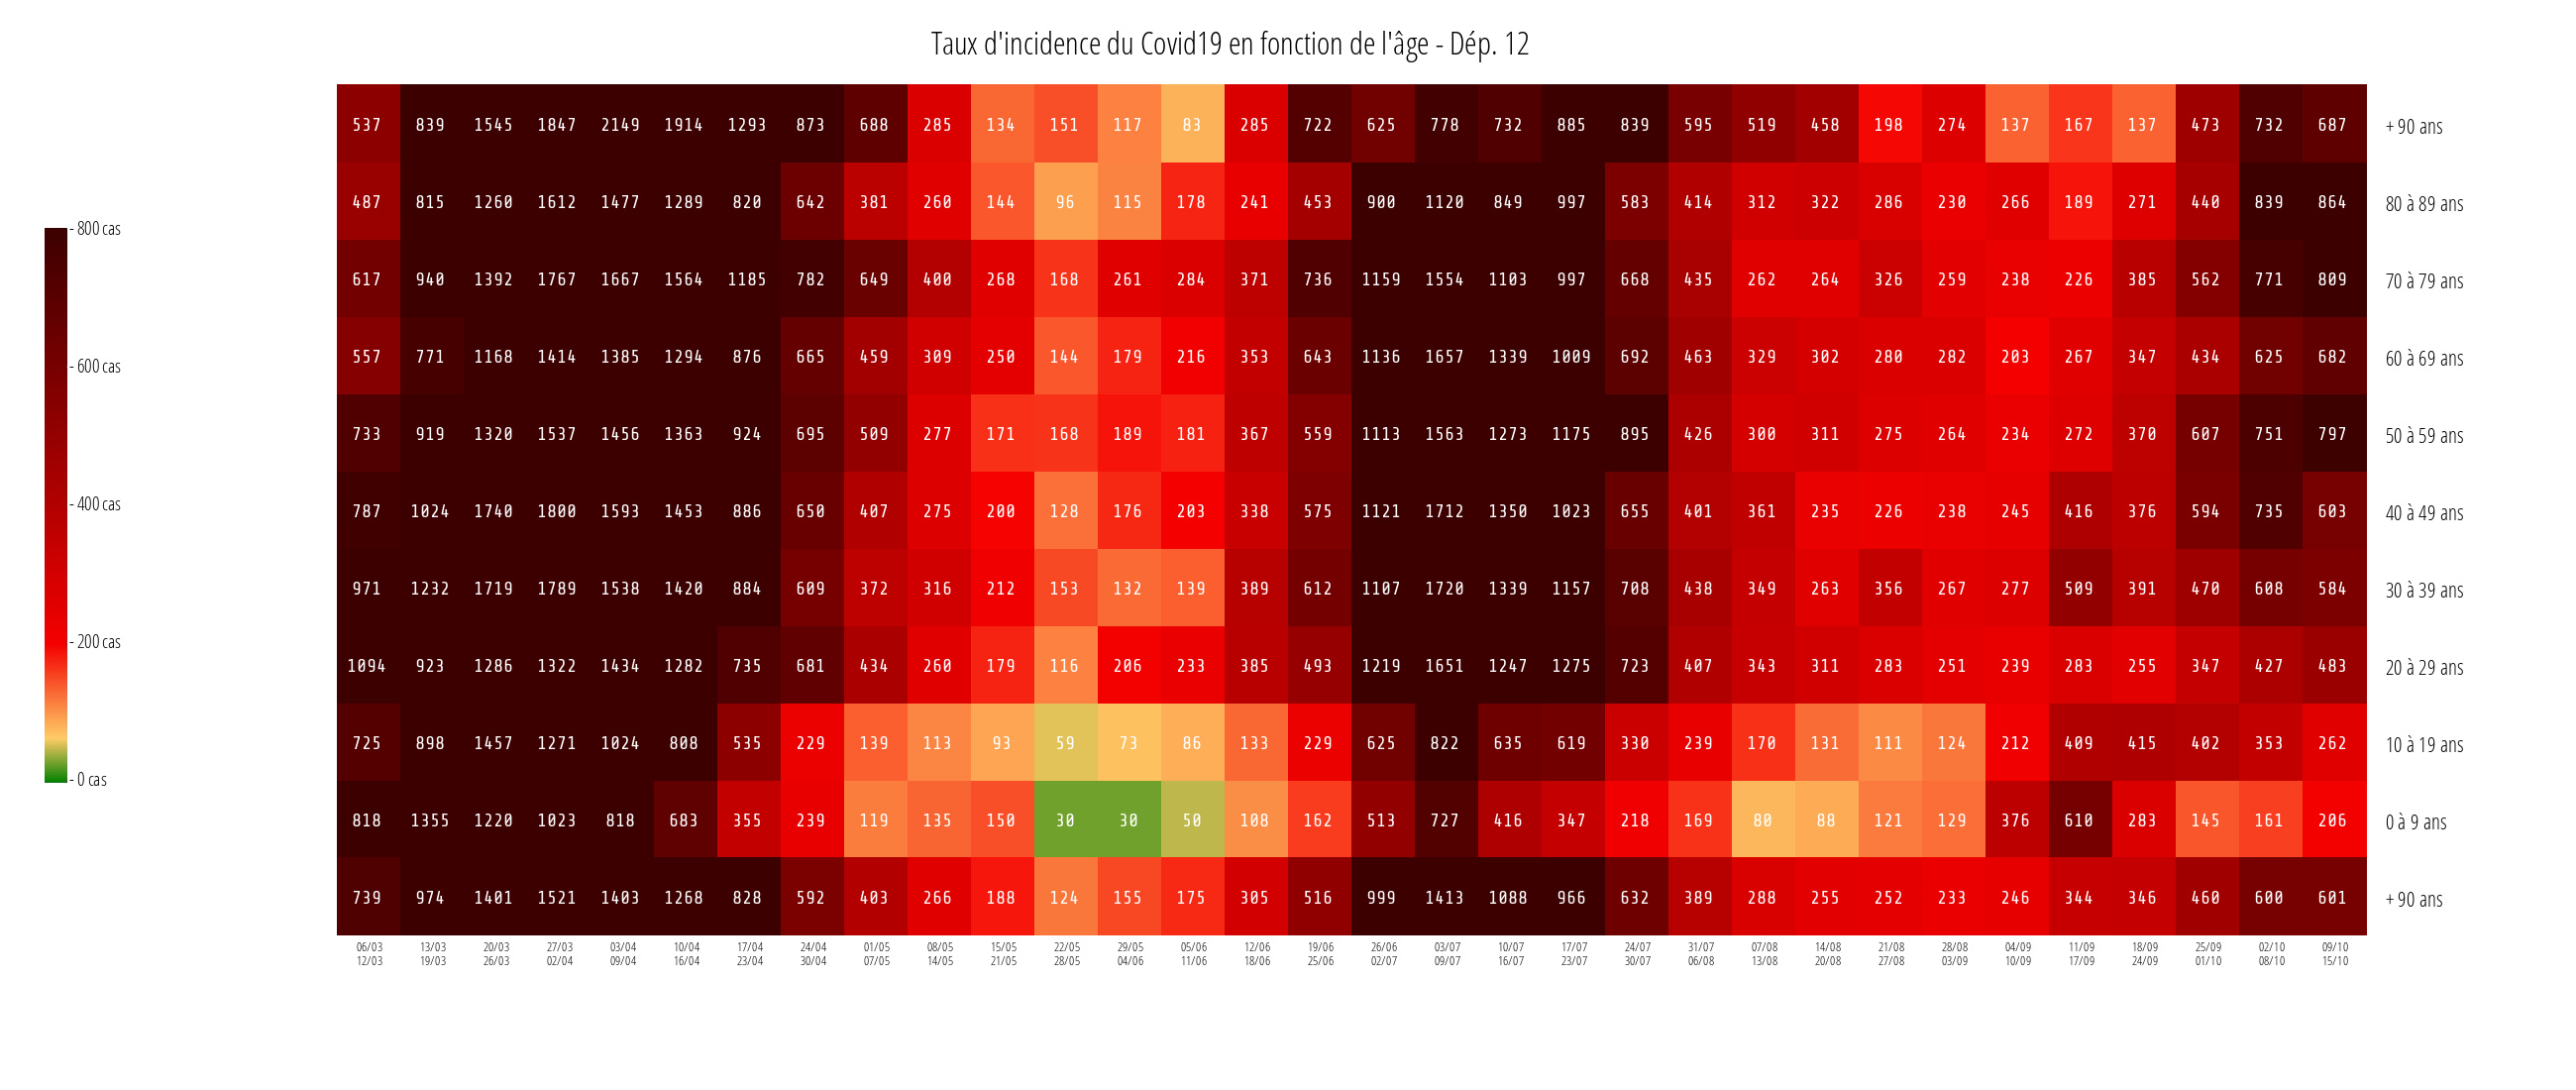 Taux d'incidence du Covid19 en fonction de l'âge - Dép. 12
537 839 1545 1847 2149 1914 1293 873 688 285 134 151 117 83 285 722 625 778 732 885 839 595 519 458 198 274 137 167 137 473 732 687 + 90 ans
487 815 1260 1612 1477 1289 820 642 381 260 144 96 115 178 241 453 900 1120 849 997 583 414 312 322 286 230 266 189 271 440 839 864 80 à 89 ans
617 940 1392 1767 1667 1564 1185 782 649 400 268 168 261 284 371 736 1159 1554 1103 997 668 435 262 264 326 259 238 226 385 562 771 809 70 à 79 ans
557 771 1168 1414 1385 1294 876 665 459 309 250 144 179 216 353 643 1136 1657 1339 1009 692 463 329 302 280 282 203 267 347 434 625 682 60 à 69 ans
733 919 1320 1537 1456 1363 924 695 509 277 171 168 189 181 367 559 1113 1563 1273 1175 895 426 300 311 275 264 234 272 370 607 751 797 50 à 59 ans
787 1024 1740 1800 1593 1453 886 650 407 275 200 128 176 203 338 575 1121 1712 1350 1023 655 401 361 235 226 238 245 416 376 594 735 603 40 à 49 ans
971 1232 1719 1789 1538 1420 884 609 372 316 212 153 132 139 389 612 1107 1720 1339 1157 708 438 349 263 356 267 277 509 391 470 608 584 30 à 39 ans
1094 923 1286 1322 1434 1282 735 681 434 260 179 116 206 233 385 493 1219 1651 1247 1275 723 407 343 311 283 251 239 283 255 347 427 483 20 à 29 ans
725 898 1457 1271 1024 808 535 229 139 113 93 59 73 86 133 229 625 822 635 619 330 239 170 131 111 124 212 409 415 402 353 262 10 à 19 ans
818 1355 1220 1023 818 683 355 239 119 135 150 30 30 50 108 162 513 727 416 347 218 169 80 88 121 129 376 610 283 145 161 206 0 à 9 ans
739 974 1401 1521 1403 1268 828 592 403 266 188 124 155 175 305 516 999 1413 1088 966 632 389 288 255 252 233 246 344 346 460 600 601 + 90 ans
06/03 13/03 20/03 27/03 03/04 10/04 17/04 24/04 01/05 08/05 15/05 22/05 29/05 05/06 12/06 19/06 26/06 03/07 10/07 17/07 24/07 31/07 07/08 14/08 21/08 28/08 04/09 11/09 18/09 25/09 02/10 09/10
12/03 19/03 26/03 02/04 09/04 16/04 23/04 30/04 07/05 14/05 21/05 28/05 04/06 11/06 18/06 25/06 02/07 09/07 16/07 23/07 30/07 06/08 13/08 20/08 27/08 03/09 10/09 17/09 24/09 01/10 08/10 15/10
- 800 cas
- 600 cas
- 400 cas
- 200 cas
- 0 cas